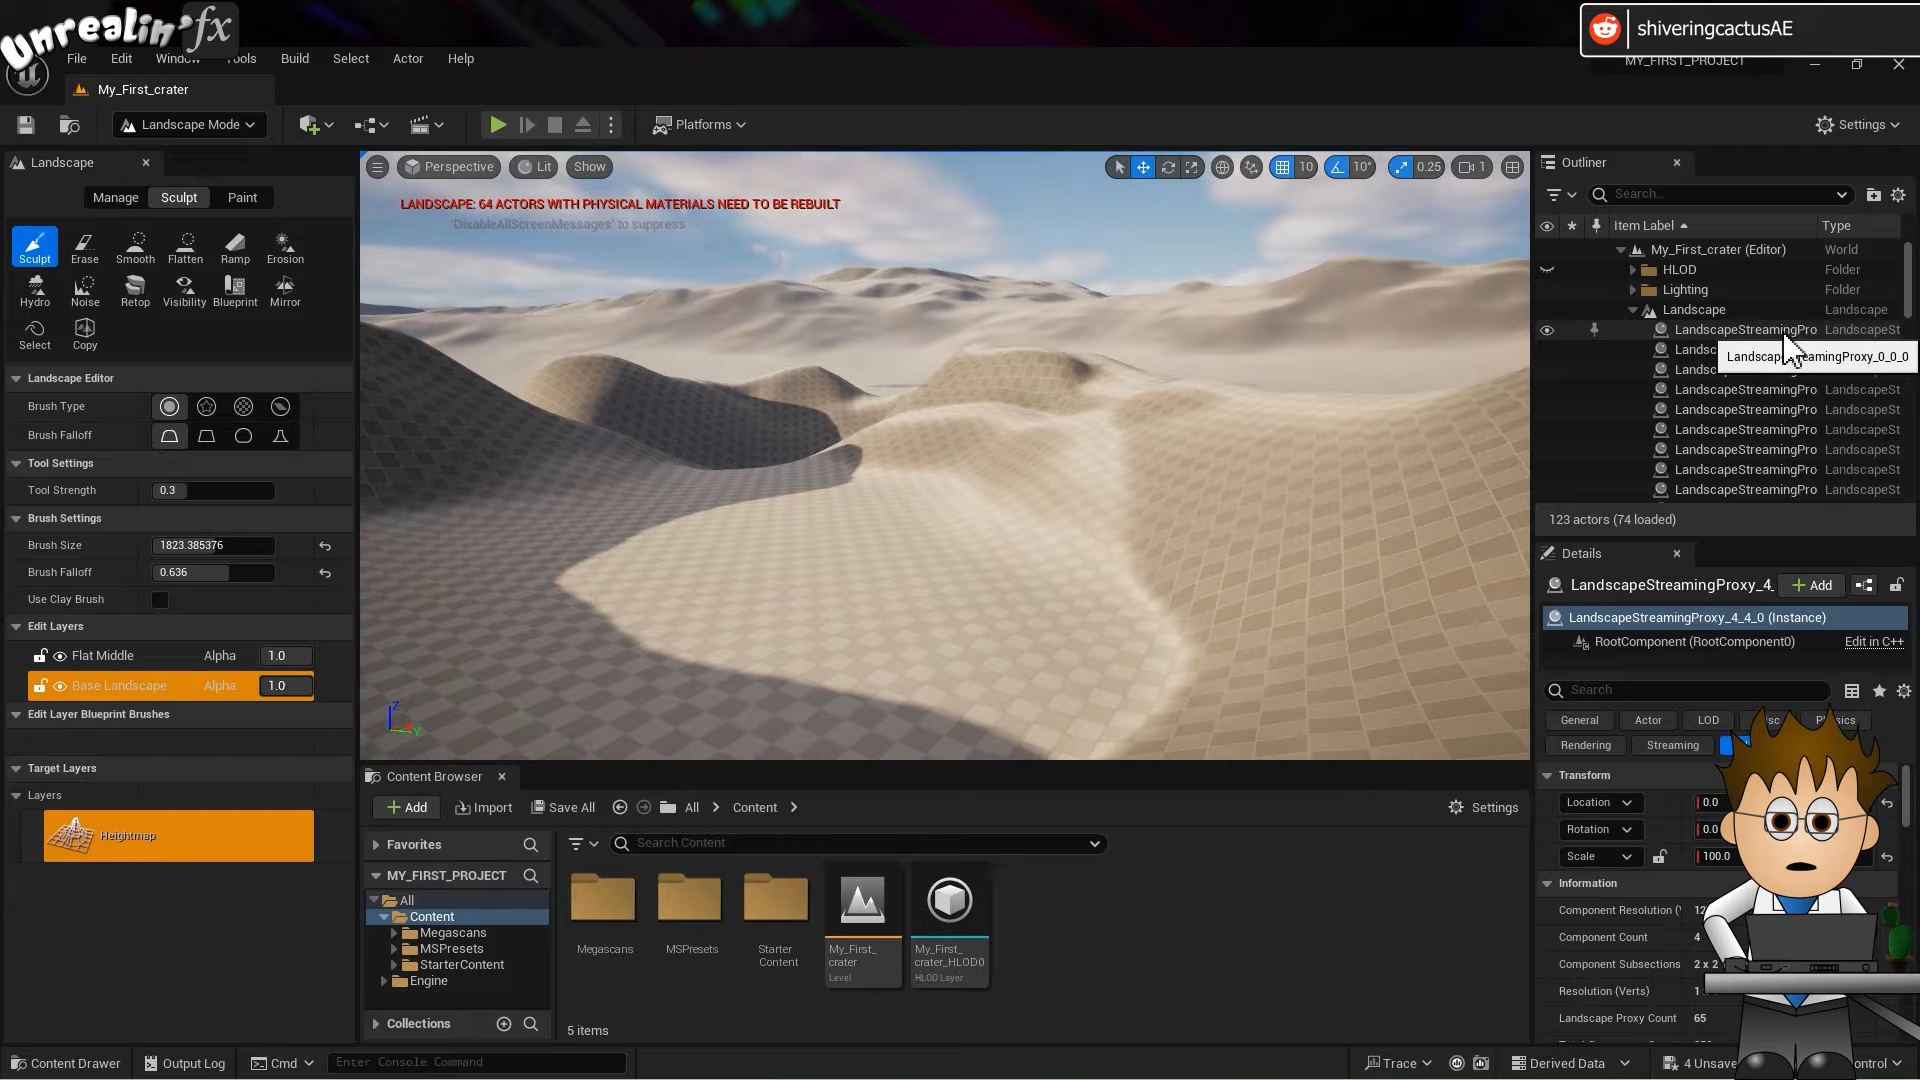 Unrealin' fx
shiveringcactusAE
File Edit Window Tools Build Select Actor Help
MY_FIRST_PROJECT
My_First_crater
Landscape Mode
Platforms
Settings
Landscape
Manage Sculpt Paint
Sculpt Erase Smooth Flatten Ramp Erosion
Hydro Noise Retop Visibility Blueprint Mirror
Select Copy
Landscape Editor
Brush Type
Brush Falloff
Tool Settings
Tool Strength 0.3
Brush Settings
Brush Size 1823.385376
Brush Falloff 0.636
Use Clay Brush
Edit Layers
Flat Middle Alpha 1.0
Base Landscape Alpha 1.0
Edit Layer Blueprint Brushes
Target Layers
Layers
Heightmap
Perspective Lit Show
10 10° 0.25 1
LANDSCAPE: 64 ACTORS WITH PHYSICAL MATERIALS NEED TO BE REBUILT
'DisableAllScreenMessages' to suppress
Z
Y
Outliner
Search...
Item Label Type
My_First_crater (Editor) World
HLOD Folder
Lighting Folder
Landscape Landscape
LandscapeStreamingPro LandscapeSt
LandscapeStreamingProxy_0_0_0
LandscapeStreamingPro LandscapeSt
LandscapeStreamingPro LandscapeSt
LandscapeStreamingPro LandscapeSt
LandscapeStreamingPro LandscapeSt
LandscapeStreamingPro LandscapeSt
LandscapeStreamingPro LandscapeSt
123 actors (74 loaded)
Details
LandscapeStreamingProxy_4_ Add
LandscapeStreamingProxy_4_4_0 (Instance)
RootComponent (RootComponent0) Edit in C++
Search
General Actor LOD
Rendering Streaming
Transform
Location 0.0
Rotation 0.0
Scale 100.0
Information
Component Resolution (
Component Count 4
Component Subsections 2 x 2
Resolution (Verts)
Landscape Proxy Count 65
Content Browser
Add Import Save All All Content Settings
Favorites
Search Content
MY_FIRST_PROJECT
All
Content
Megascans
MSPresets
StarterContent
Engine
Collections
Megascans
MSPresets
Starter
Content
My_First_
crater
Level
My_First_
crater_HLOD0
HLOD Layer
5 items
Content Drawer Output Log Cmd Enter Console Command
Trace Derived Data 4 Unsave